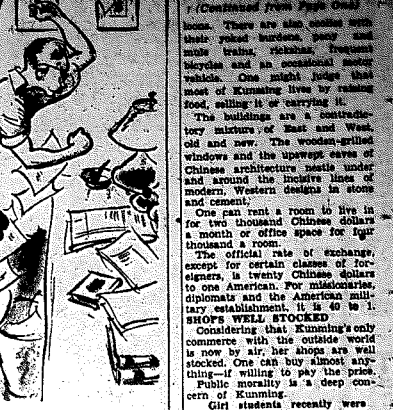 (Continued from Page One)
There are also coolies with
their yoked burdens, pony and
mule trains, rickshas, frequent
bicycles and an occasional motor
vehicle. One might judge that
most of Kunming lives by raising
food, selling it or carrying it.
The buildings are a contradic-
tory mixture of East and West,
old and new. The wooden-grilled
windows and the upswept eaves of
Chinese architecture nestle under
and around the incisive lines of
modern, Western designs in stone
and cement.
One can rent a room to live in
for two thousand Chinese dollars
a month or office space for four
thousand a room.
The official rate of exchange,
except for certain classes of for-
eigners, is twenty Chinese dollars
to one American. For missionaries,
diplomats and the American mili-
tary establishment, it is 40 to 1.
SHOPS WELL STOCKED
Considering that Kunming's only
commerce with the outside world
is now by air, her shops are well
stocked. One can buy almost any-
thing—if willing to pay the price.
Public morality is a deep con-
cern of Kunming.
Girl students recently were